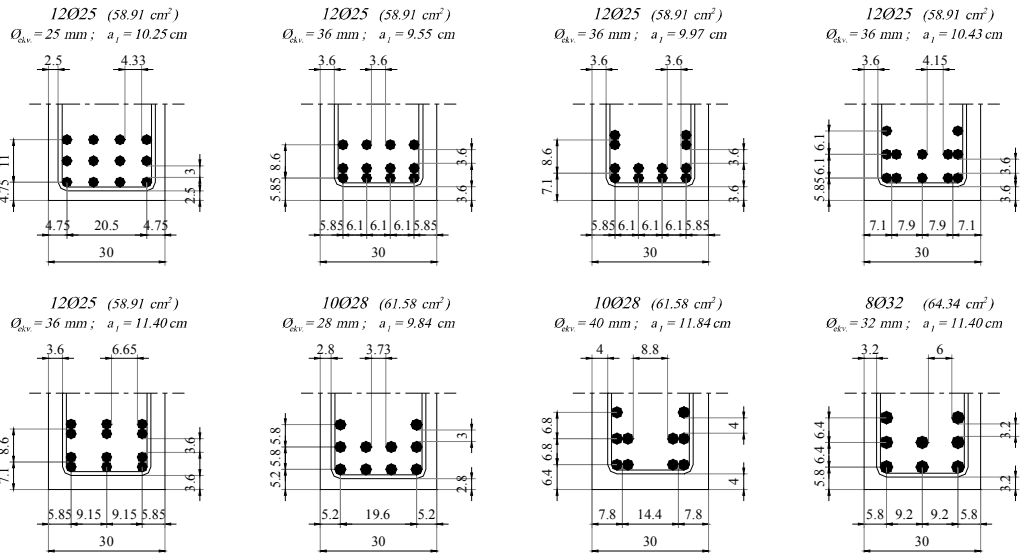 12Ø25 (58.91 cm²)
Øekv. = 25 mm ; a1 = 10.25 cm
2.5 4.33
11
4.75
3
2.5
4.75 20.5 4.75
30
12Ø25 (58.91 cm²)
Øekv. = 36 mm ; a1 = 9.55 cm
3.6 3.6
8.6
5.85
3.6
3.6
5.85 6.1 6.1 6.1 5.85
30
12Ø25 (58.91 cm²)
Øekv. = 36 mm ; a1 = 9.97 cm
3.6 3.6
8.6
7.1
3.6
3.6
5.85 6.1 6.1 6.1 5.85
30
12Ø25 (58.91 cm²)
Øekv. = 36 mm ; a1 = 10.43 cm
3.6 4.15
6.1
6.1
5.85
3.6
3.6
7.1 7.9 7.9 7.1
30
12Ø25 (58.91 cm²)
Øekv. = 36 mm ; a1 = 11.40 cm
3.6 6.65
8.6
7.1
3.6
3.6
5.85 9.15 9.15 5.85
30
10Ø28 (61.58 cm²)
Øekv. = 28 mm ; a1 = 9.84 cm
2.8 3.73
5.8
5.8
5.2
3
2.8
5.2 19.6 5.2
30
10Ø28 (61.58 cm²)
Øekv. = 40 mm ; a1 = 11.84 cm
4 8.8
6.8
6.8
6.4
4
4
7.8 14.4 7.8
30
8Ø32 (64.34 cm²)
Øekv. = 32 mm ; a1 = 11.40 cm
3.2 6
6.4
6.4
5.8
3.2
3.2
5.8 9.2 9.2 5.8
30